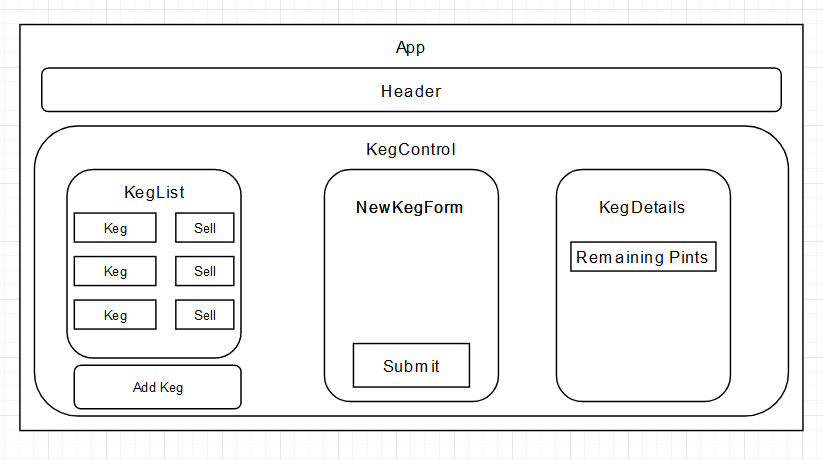 App
Header
KegControl
KegList
Keg Sell
Keg Sell
Keg Sell
Add Keg
NewKegForm
Submit
KegDetails
Remaining Pints